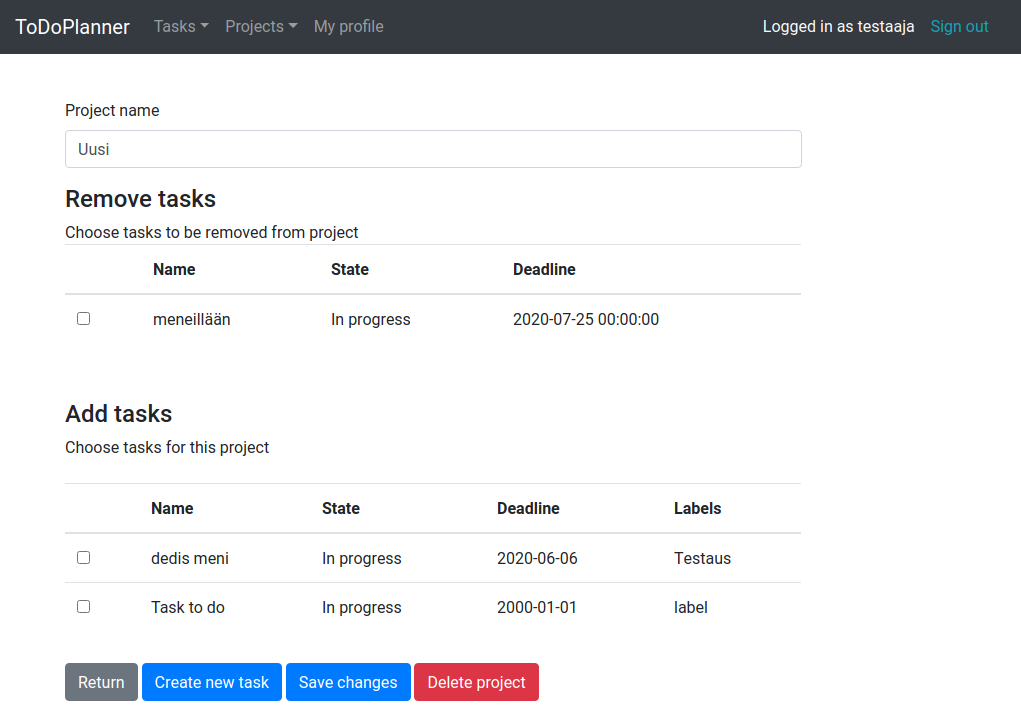 ToDoPlanner Tasks Projects My profile Logged in as testaaja Sign out
Project name
Uusi
Remove tasks
Choose tasks to be removed from project
Name State Deadline
meneillään In progress 2020-07-25 00:00:00
Add tasks
Choose tasks for this project
Name State Deadline Labels
dedis meni In progress 2020-06-06 Testaus
Task to do In progress 2000-01-01 label
Return Create new task Save changes Delete project